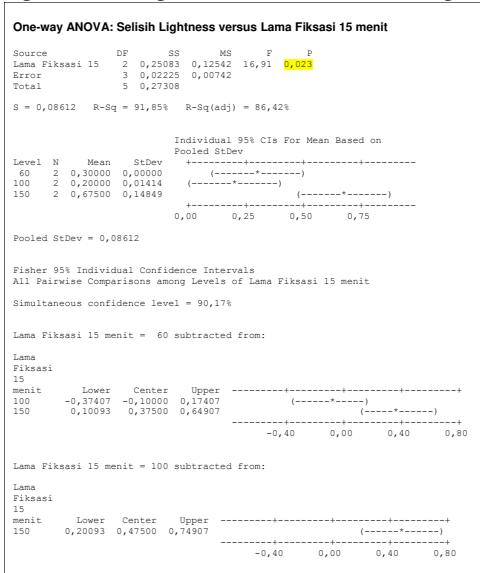 One-way ANOVA: Selisih Lightness versus Lama Fiksasi 15 menit
Source DF SS MS F P
Lama Fiksasi 15 2 0,25083 0,12542 16,91 0,023
Error 3 0,02225 0,00742
Total 5 0,27308
S = 0,08612 R-Sq = 91,85% R-Sq(adj) = 86,42%
Individual 95% CIs For Mean Based on
Pooled StDev
Level N Mean StDev +---------+---------+---------+---------
60 2 0,30000 0,00000 (-------*-------)
100 2 0,20000 0,01414 (-------*-------)
150 2 0,67500 0,14849 (-------*-------)
+---------+---------+---------+---------
0,00 0,25 0,50 0,75
Pooled StDev = 0,08612
Fisher 95% Individual Confidence Intervals
All Pairwise Comparisons among Levels of Lama Fiksasi 15 menit
Simultaneous confidence level = 90,17%
Lama Fiksasi 15 menit = 60 subtracted from:
Lama
Fiksasi
15
menit Lower Center Upper ---------+---------+---------+---------+
100 -0,37407 -0,10000 0,17407 (------*-----)
150 0,10093 0,37500 0,64907 (-----*------)
---------+---------+---------+---------+
-0,40 0,00 0,40 0,80
Lama Fiksasi 15 menit = 100 subtracted from:
Lama
Fiksasi
15
menit Lower Center Upper ---------+---------+---------+---------+
150 0,20093 0,47500 0,74907 (------*-----)
---------+---------+---------+---------+
-0,40 0,00 0,40 0,80